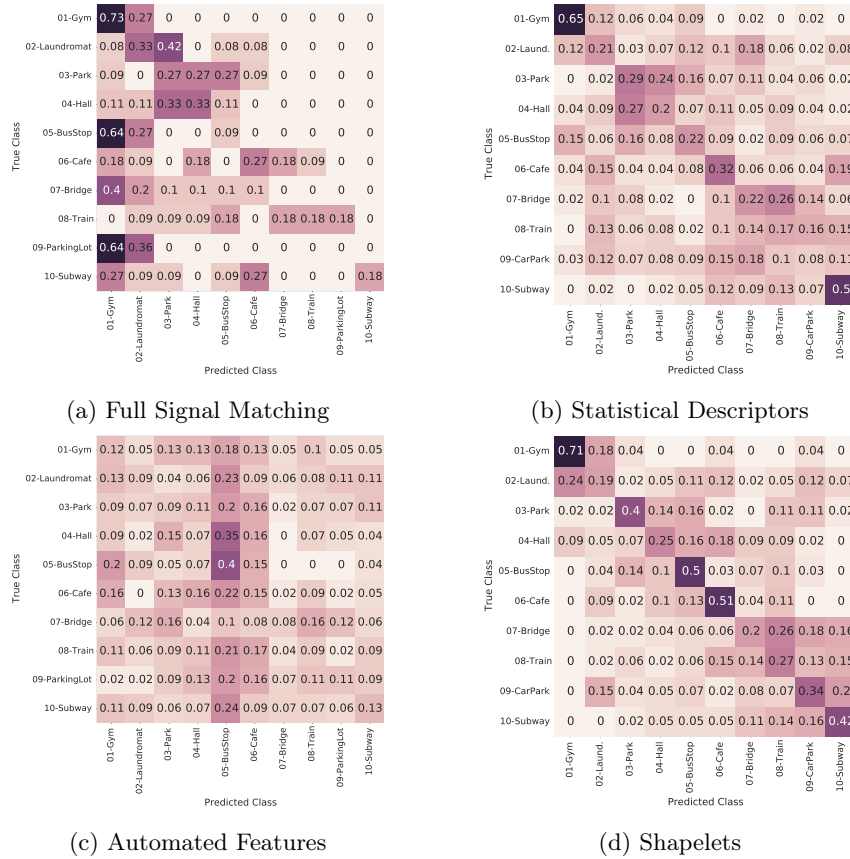 01-Gym 0.73 0.27 0 0 0 0 0 0 0 0
02-Laundromat 0.08 0.33 0.42 0 0.08 0.08 0 0 0 0
03-Park 0.09 0 0.27 0.27 0.27 0.09 0 0 0 0
04-Hall 0.11 0.11 0.33 0.33 0.11 0 0 0 0 0
05-BusStop 0.64 0.27 0 0 0.09 0 0 0 0 0
06-Cafe 0.18 0.09 0 0.18 0 0.27 0.18 0.09 0 0
07-Bridge 0.4 0.2 0.1 0.1 0.1 0.1 0 0 0 0
08-Train 0 0.09 0.09 0.09 0.18 0 0.18 0.18 0.18 0
09-ParkingLot 0.64 0.36 0 0 0 0 0 0 0 0
10-Subway 0.27 0.09 0.09 0 0.09 0.27 0 0 0 0.18
True Class
01-Gym 02-Laundromat 03-Park 04-Hall 05-BusStop 06-Cafe 07-Bridge 08-Train 09-ParkingLot 10-Subway
Predicted Class
(a) Full Signal Matching
01-Gym 0.65 0.12 0.06 0.04 0.09 0 0.02 0 0.02 0
02-Laund. 0.12 0.21 0.03 0.07 0.12 0.1 0.18 0.06 0.02 0.08
03-Park 0 0.02 0.29 0.24 0.16 0.07 0.11 0.04 0.06 0.02
04-Hall 0.04 0.09 0.27 0.2 0.07 0.11 0.05 0.09 0.04 0.02
05-BusStop 0.15 0.06 0.16 0.08 0.22 0.09 0.02 0.09 0.06 0.07
06-Cafe 0.04 0.15 0.04 0.04 0.08 0.32 0.06 0.06 0.04 0.19
07-Bridge 0.02 0.1 0.08 0.02 0 0.1 0.22 0.26 0.14 0.06
08-Train 0 0.13 0.06 0.08 0.02 0.1 0.14 0.17 0.16 0.15
09-CarPark 0.03 0.12 0.07 0.08 0.09 0.15 0.18 0.1 0.08 0.11
10-Subway 0 0.02 0 0.02 0.05 0.12 0.09 0.13 0.07 0.5
True Class
01-Gym 02-Laund. 03-Park 04-Hall 05-BusStop 06-Cafe 07-Bridge 08-Train 09-CarPark 10-Subway
Predicted Class
(b) Statistical Descriptors
01-Gym 0.12 0.05 0.13 0.13 0.18 0.13 0.05 0.1 0.05 0.05
02-Laundromat 0.13 0.09 0.04 0.06 0.23 0.09 0.06 0.08 0.11 0.11
03-Park 0.09 0.07 0.09 0.11 0.2 0.16 0.02 0.07 0.07 0.11
04-Hall 0.09 0.02 0.15 0.07 0.35 0.16 0 0.07 0.05 0.04
05-BusStop 0.2 0.09 0.05 0.07 0.4 0.15 0 0 0 0.04
06-Cafe 0.16 0 0.13 0.16 0.22 0.15 0.02 0.09 0.02 0.05
07-Bridge 0.06 0.12 0.16 0.04 0.1 0.08 0.08 0.16 0.12 0.06
08-Train 0.11 0.06 0.09 0.11 0.21 0.17 0.04 0.09 0.02 0.09
09-ParkingLot 0.02 0.02 0.09 0.13 0.2 0.16 0.07 0.11 0.11 0.09
10-Subway 0.11 0.09 0.06 0.07 0.24 0.09 0.07 0.07 0.06 0.13
True Class
01-Gym 02-Laundromat 03-Park 04-Hall 05-BusStop 06-Cafe 07-Bridge 08-Train 09-ParkingLot 10-Subway
Predicted Class
(c) Automated Features
01-Gym 0.71 0.18 0.04 0 0 0.04 0 0 0.04 0
02-Laund. 0.24 0.19 0.02 0.05 0.11 0.12 0.02 0.05 0.12 0.07
03-Park 0.02 0.02 0.4 0.14 0.16 0.02 0 0.11 0.11 0.02
04-Hall 0.09 0.05 0.07 0.25 0.16 0.18 0.09 0.09 0.04 0
05-BusStop 0 0.04 0.14 0.1 0.5 0.03 0.07 0.1 0.03 0
06-Cafe 0 0.09 0.02 0.1 0.13 0.51 0.04 0.11 0 0
07-Bridge 0 0.02 0.02 0.04 0.06 0.06 0.2 0.26 0.18 0.16
08-Train 0 0.02 0.06 0.02 0.06 0.15 0.14 0.27 0.13 0.15
09-CarPark 0 0.15 0.04 0.05 0.07 0.02 0.08 0.07 0.34 0.2
10-Subway 0 0 0.02 0.05 0.05 0.05 0.11 0.14 0.16 0.42
True Class
01-Gym 02-Laund. 03-Park 04-Hall 05-BusStop 06-Cafe 07-Bridge 08-Train 09-CarPark 10-Subway
Predicted Class
(d) Shapelets